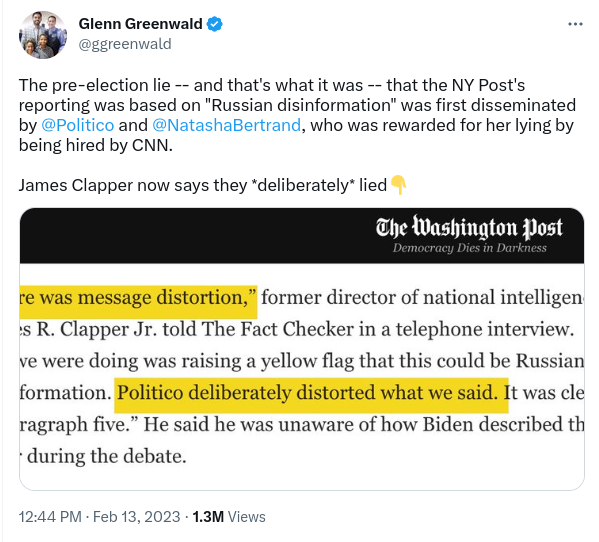 Glenn Greenwald
@ggreenwald
The pre-election lie -- and that's what it was -- that the NY Post's
reporting was based on "Russian disinformation" was first disseminated
by @Politico and @NatashaBertrand, who was rewarded for her lying by
being hired by CNN.
James Clapper now says they *deliberately* lied👇
The Washington Post
Democracy Dies in Darkness
re was message distortion,” former director of national intelligen
s R. Clapper Jr. told The Fact Checker in a telephone interview.
we were doing was raising a yellow flag that this could be Russian
formation. Politico deliberately distorted what we said. It was cle
ragraph five.” He said he was unaware of how Biden described th
during the debate.
12:44 PM · Feb 13, 2023 · 1.3M Views